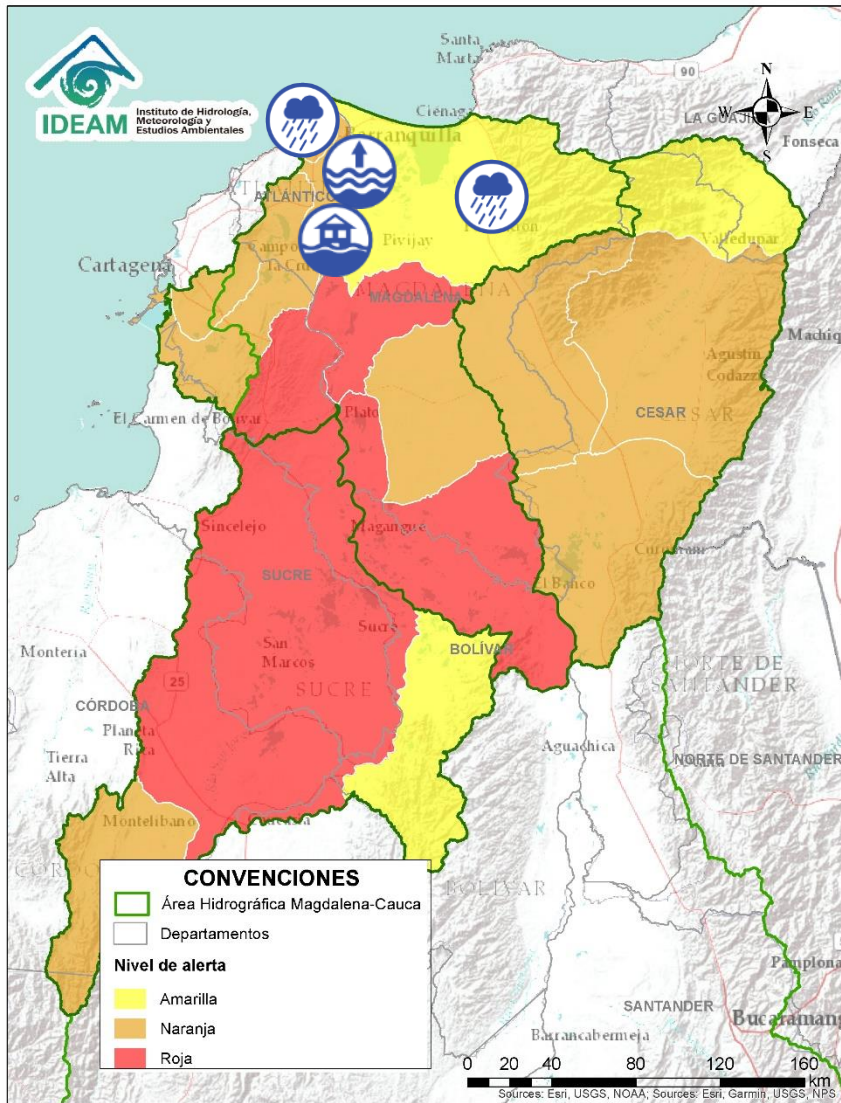 IDEAM
Instituto de Hidrología,
Meteorología y
Estudios Ambientales
Santa
Marta
90
N
W
E
S
Ciénaga
Barranquilla
LA GUAJI
Fonseca
ATLÁNTICO
Pivijay
Valledupar
Cartagena
MAGDALENA
Machiq
Agustín
Codazzi
El Carmen de Bolívar
Plato
CESAR
CESAR
Sincelejo
Magangué
SUCRE
El Banco
Montería
San
Marcos
Sucre
BOLÍVAR
25
SUCRE
NORTE DE
SANTANDER
CÓRDOBA
Planeta
Rica
Tierra
Alta
Aguachica
NORTE DE SANTANDER
Montelíbano
BOLÍVAR
CONVENCIONES
Área Hidrográfica Magdalena-Cauca
Departamentos
Nivel de alerta
Amarilla
Naranja
Roja
Pamplona
SANTANDER
Bucaramang
Barrancabermeja
0 20 40 80 120 160
km
Sources: Esri, USGS, NOAA; Sources: Esri, Garmin, USGS, NPS